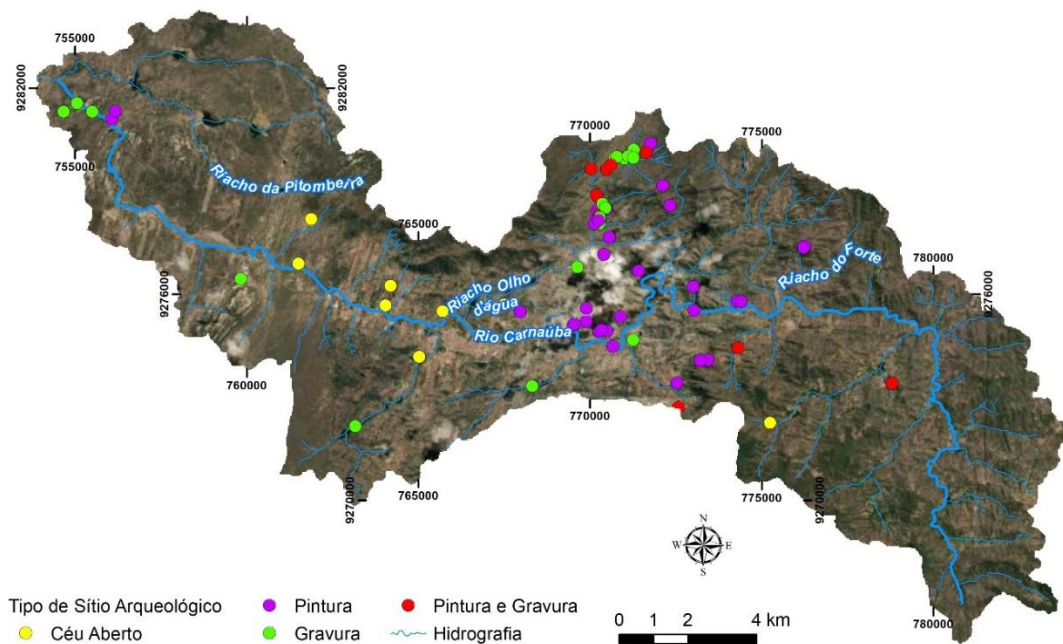 755000
9282000
9282000
770000
775000
755000
Riacho da Pitombeira
765000
Riacho do Forte
780000
9276000
Riacho Olho
d'água
9276000
Rio Carnaúba
760000
770000
765000
9270000
775000
9270000
N
W E
S
780000
Tipo de Sítio Arqueológico
Pintura
Pintura e Gravura
0 1 2 4 km
Céu Aberto
Gravura
Hidrografia